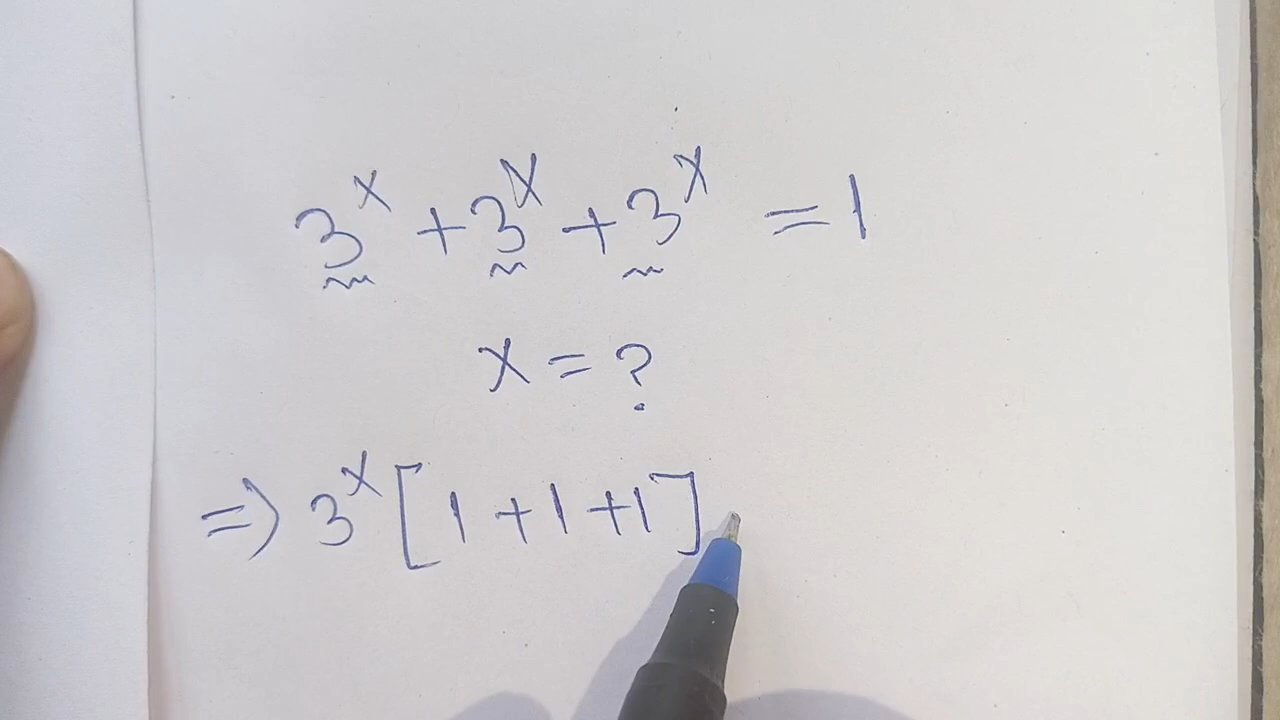 3^x + 3^x + 3^x = 1
x = ?
⇒ 3^x [1 + 1 + 1]